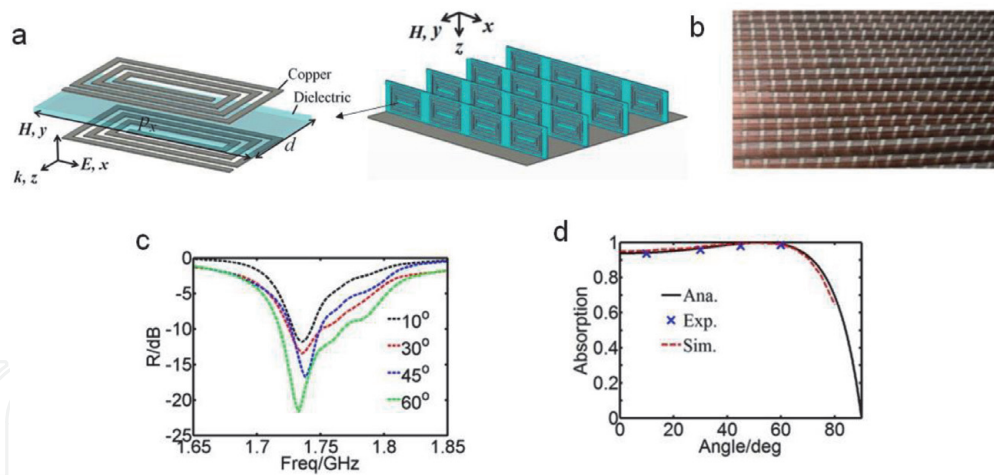 a
Copper
Dielectric
pₓ
d
H, y
E, x
k, z
H, y
x
z
b
c
R/dB
0
-5
-10
-15
-20
-25
1.65
1.7
1.75
1.8
1.85
Freq/GHz
10°
30°
45°
60°
d
Absorption
1
0.8
0.6
0.4
0.2
0
0
20
40
60
80
Angle/deg
Ana.
Exp.
Sim.